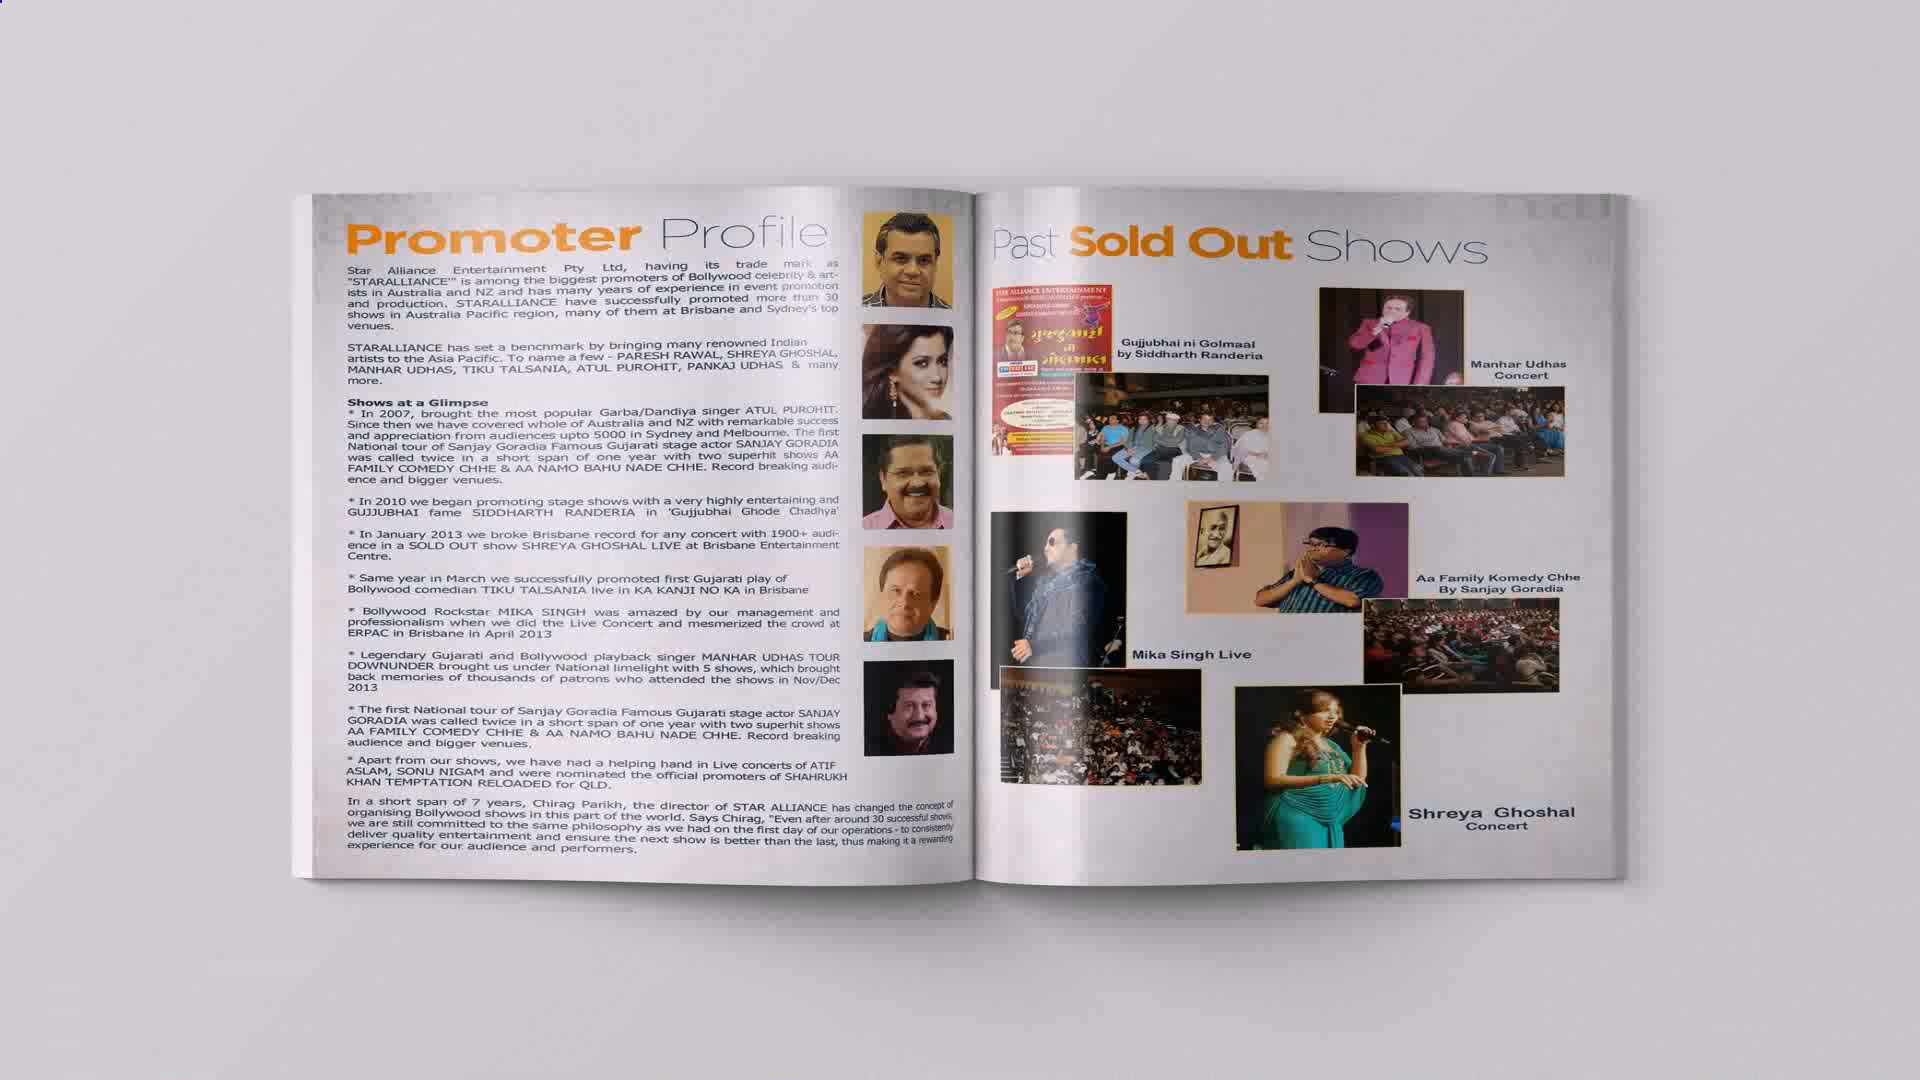 Promoter Profile
Star Alliance Entertainment Pty Ltd, having its trade mark as
"STARALLIANCE'" is among the biggest promoters of Bollywood celebrity & art-
ists in Australia and NZ and has many years of experience in event promotion
and production. STARALLIANCE have successfully promoted more than 30
shows in Australia Pacific region, many of them at Brisbane and Sydney's top
venues.
STARALLIANCE has set a benchmark by bringing many renowned Indian
artists to the Asia Pacific. To name a few - PARESH RAWAL, SHREYA GHOSHAL,
MANHAR UDHAS, TIKU TALSANIA, ATUL PUROHIT, PANKAJ UDHAS & many
more.
Shows at a Glimpse
* In 2007, brought the most popular Garba/Dandiya singer ATUL PUROHIT.
Since then we have covered whole of Australia and NZ with remarkable success
and appreciation from audiences upto 5000 in Sydney and Melbourne. The first
National tour of Sanjay Goradia Famous Gujarati stage actor SANJAY GORADIA
was called twice in a short span of one year with two superhit shows AA
FAMILY COMEDY CHHE & AA NAMO BAHU NADE CHHE. Record breaking audi-
ence and bigger venues.
* In 2010 we began promoting stage shows with a very highly entertaining and
GUJJUBHAI fame SIDDHARTH RANDERIA in 'Gujjubhai Ghode Chadhya'
* In January 2013 we broke Brisbane record for any concert with 1900+ audi-
ence in a SOLD OUT show SHREYA GHOSHAL LIVE at Brisbane Entertainment
Centre.
* Same year in March we successfully promoted first Gujarati play of
Bollywood comedian TIKU TALSANIA live in KA KANJI NO KA in Brisbane
* Bollywood Rockstar MIKA SINGH was amazed by our management and
professionalism when we did the Live Concert and mesmerized the crowd at
ERPAC in Brisbane in April 2013
* Legendary Gujarati and Bollywood playback singer MANHAR UDHAS TOUR
DOWNUNDER brought us under National limelight with 5 shows, which brought
back memories of thousands of patrons who attended the shows in Nov/Dec
2013
* The first National tour of Sanjay Goradia Famous Gujarati stage actor SANJAY
GORADIA was called twice in a short span of one year with two superhit shows
AA FAMILY COMEDY CHHE & AA NAMO BAHU NADE CHHE. Record breaking
audience and bigger venues.
* Apart from our shows, we have had a helping hand in Live concerts of ATIF
ASLAM, SONU NIGAM and were nominated the official promoters of SHAHRUKH
KHAN TEMPTATION RELOADED for QLD.
In a short span of 7 years, Chirag Parikh, the director of STAR ALLIANCE has changed the concept of
organising Bollywood shows in this part of the world. Says Chirag, "Even after around 30 successful shows,
we are still committed to the same philosophy as we had on the first day of our operations - to consistently
deliver quality entertainment and ensure the next show is better than the last, thus making it a rewarding
experience for our audience and performers.
Past Sold Out Shows
STAR ALLIANCE ENTERTAINMENT
Gujjubhai ni Golmaal
by Siddharth Randeria
Manhar Udhas
Concert
Aa Family Komedy Chhe
By Sanjay Goradia
Mika Singh Live
Shreya Ghoshal
Concert